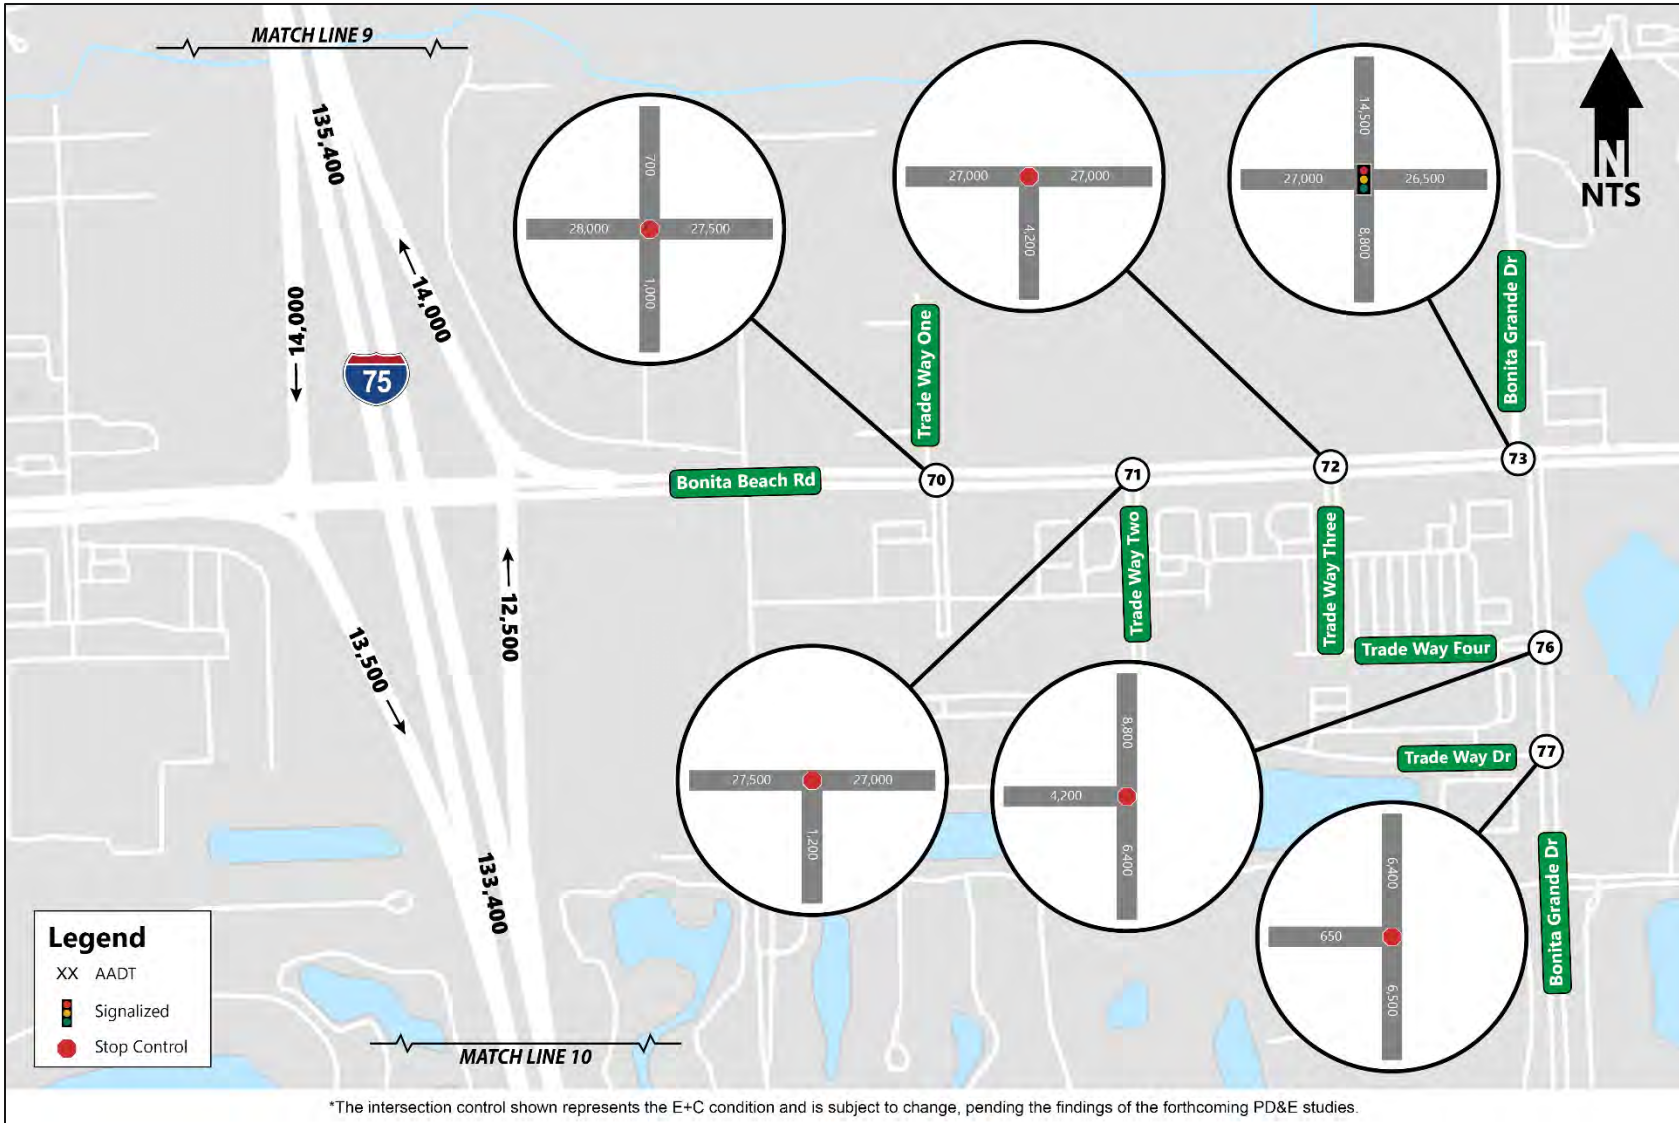 MATCH LINE 9
135,400
14,000
14,000
75
700
28,000
27,500
1,000
27,000
27,000
4,200
14,500
27,000
26,500
8,800
N
NTS
Trade Way One
Bonita Grande Dr
Bonita Beach Rd
70
71
72
73
Trade Way Two
Trade Way Three
12,500
13,500
Trade Way Four
76
Trade Way Dr
77
27,500
27,000
1,200
8,800
4,200
6,400
6,400
650
6,500
Bonita Grande Dr
133,400
Legend
XX AADT
Signalized
Stop Control
MATCH LINE 10
*The intersection control shown represents the E+C condition and is subject to change, pending the findings of the forthcoming PD&E studies.